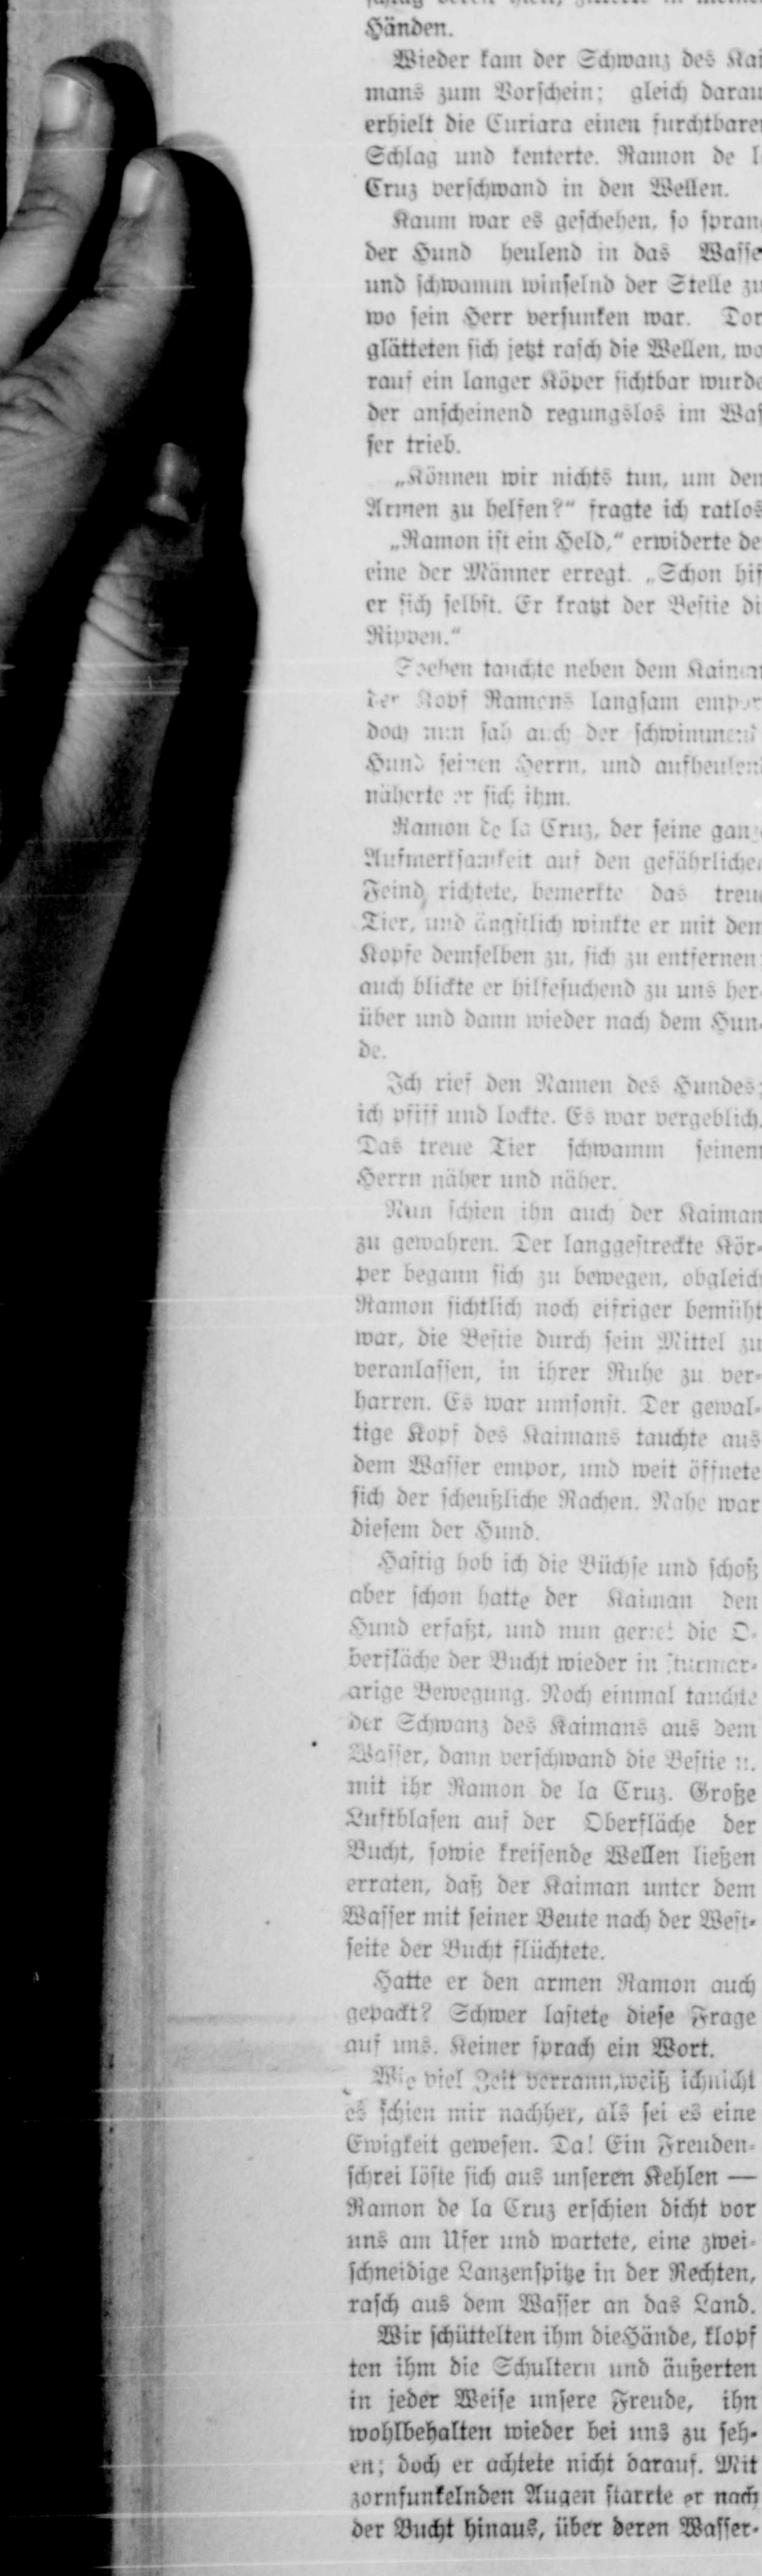 Händen.
Wieder kam der Schwanz des Kai
mans zum Vorschein; gleich darau
erhielt die Curiara einen furchtbare
Schlag und kenterte. Ramon de l
Cruz verschwand in den Wellen.
Kaum war es geschehen, so spran
der Hund heulend in das Wasse
und schwamm winselnd der Stelle zu
wo sein Herr versunken war. Dor
glätteten sich jetzt rasch die Wellen, wo
rauf ein langer Köper sichtbar wurde
der anscheinend regungslos im Was
ser trieb.
„Können wir nichts tun, um den
Armen zu helfen?“ fragte ich ratlos
„Ramon ist ein Held,“ erwiderte de
eine der Männer erregt. „Schon hif
er sich selbst. Er kratzt der Bestie di
Rippen.“
Soeben tauchte neben dem Kaiman
der Kopf Ramons langsam empor
doch nun sah auch der schwimmend
Hund seinen Herrn, und aufheulend
näherte er sich ihm.
Ramon de la Cruz, der seine ganz
Aufmerksamkeit auf den gefährliche
Feind richtete, bemerkte das treue
Tier, und ängstlich winkte er mit dem
Kopfe demselben zu, sich zu entfernen;
auch blickte er hilfesuchend zu uns her-
über und dann wieder nach dem Hun-
de.
Ich rief den Namen des Hundes;
ich pfiff und lockte. Es war vergeblich.
Das treue Tier schwamm seinem
Herrn näher und näher.
Nun schien ihn auch der Kaiman
zu gewahren. Der langgestreckte Kör-
per begann sich zu bewegen, obgleich
Ramon sichtlich noch eifriger bemüht
war, die Bestie durch sein Mittel zu
veranlassen, in ihrer Ruhe zu ver-
harren. Es war umsonst. Der gewal-
tige Kopf des Kaimans tauchte aus
dem Wasser empor, und weit öffnete
sich der scheußliche Rachen. Nahe war
diesem der Hund.
Hastig hob ich die Büchse und schoß
aber schon hatte der Kaiman den
Hund erfaßt, und nun geriet die O-
berfläche der Bucht wieder in sturmar-
arige Bewegung. Noch einmal tauchte
der Schwanz des Kaimans aus dem
Wasser, dann verschwand die Bestie u.
mit ihr Ramon de la Cruz. Große
Luftblasen auf der Oberfläche der
Bucht, sowie kreisende Wellen ließen
erraten, daß der Kaiman unter dem
Wasser mit seiner Beute nach der West-
seite der Bucht flüchtete.
Hatte er den armen Ramon auch
gepackt? Schwer lastete diese Frage
auf uns. Keiner sprach ein Wort.
Wie viel Zeit verrann,weiß ichnicht
es schien mir nachher, als sei es eine
Ewigkeit gewesen. Da! Ein Freuden-
schrei löste sich aus unseren Kehlen —
Ramon de la Cruz erschien dicht vor
uns am Ufer und wartete, eine zwei-
schneidige Lanzenspitze in der Rechten,
rasch aus dem Wasser an das Land.
Wir schüttelten ihm dieHände, klopf
ten ihm die Schultern und äußerten
in jeder Weise unsere Freude, ihn
wohlbehalten wieder bei uns zu seh-
en; doch er achtete nicht darauf. Mit
zornfunkelnden Augen starrte er nach
der Bucht hinaus, über deren Wasser-